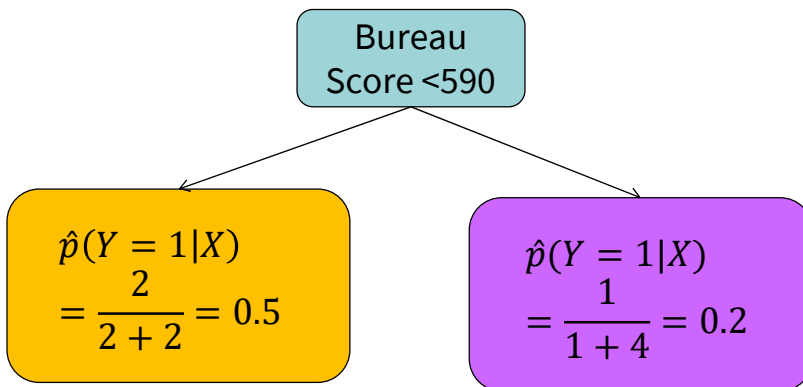 Bureau
Score <590
p̂(Y = 1|X)
= 2/(2 + 2) = 0.5
p̂(Y = 1|X)
= 1/(1 + 4) = 0.2